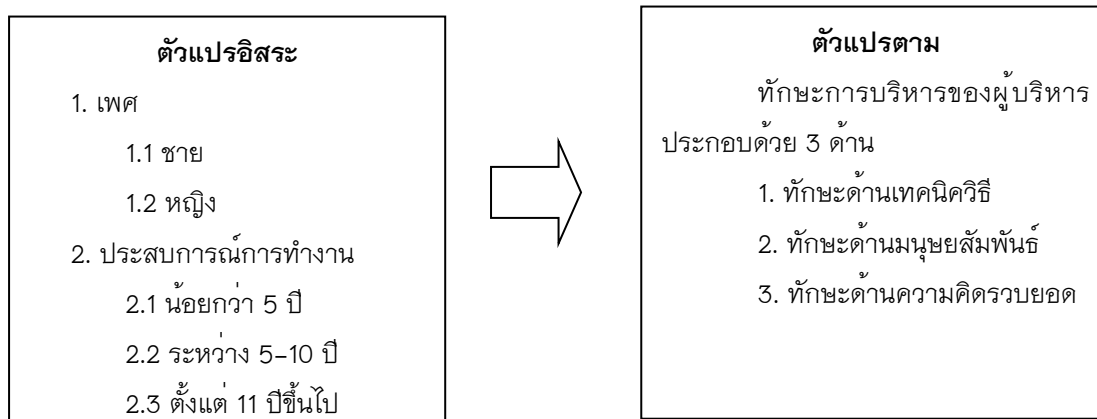 ตัวแปรอิสระ
1. เพศ
1.1 ชาย
1.2 หญิง
2. ประสบการณ์การทำงาน
2.1 น้อยกว่า 5 ปี
2.2 ระหว่าง 5–10 ปี
2.3 ตั้งแต่ 11 ปีขึ้นไป
ตัวแปรตาม
ทักษะการบริหารของผู้บริหาร
ประกอบด้วย 3 ด้าน
1. ทักษะด้านเทคนิควิธี
2. ทักษะด้านมนุษยสัมพันธ์
3. ทักษะด้านความคิดรวบยอด